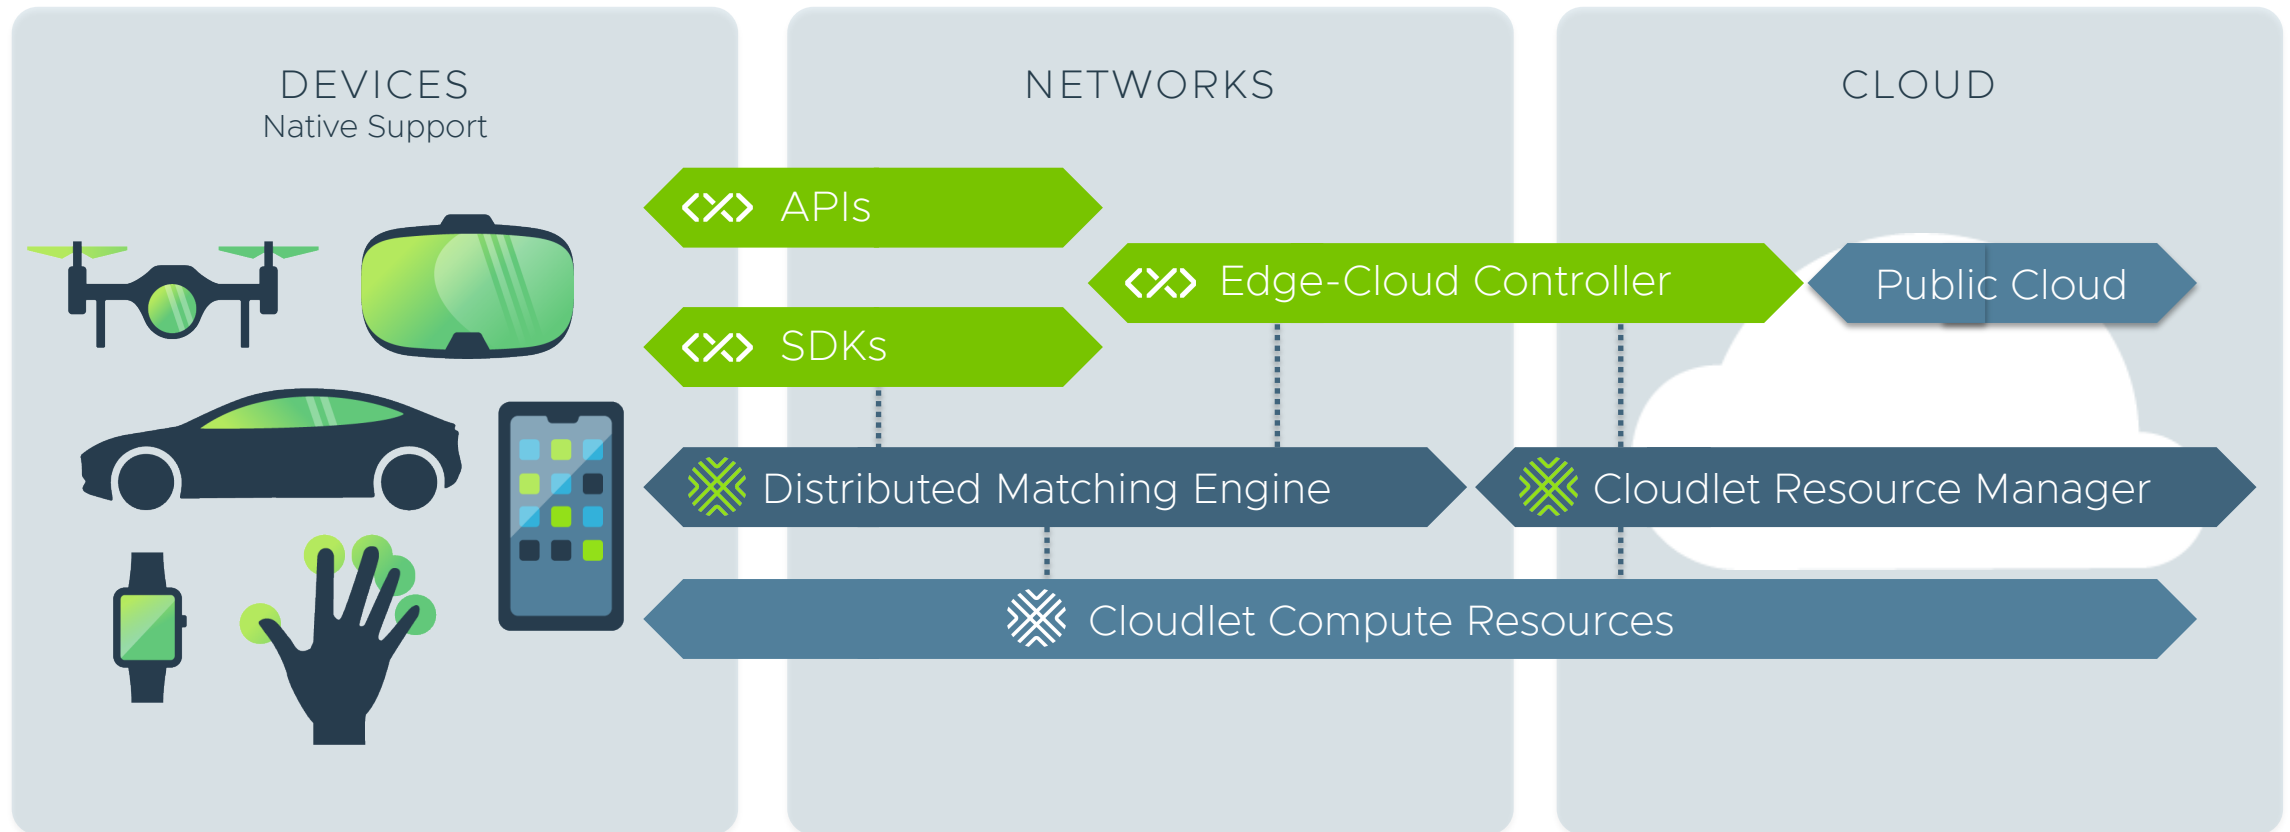 DEVICES
Native Support
NETWORKS
CLOUD
APIs
Edge-Cloud Controller
Public Cloud
SDKs
Distributed Matching Engine
Cloudlet Resource Manager
Cloudlet Compute Resources